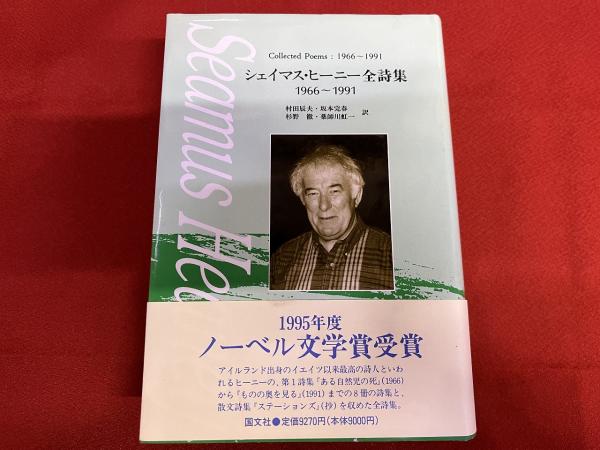 Seamus Hea
Collected Poems : 1966～1991
シェイマス・ヒーニー全詩集
1966～1991
村田辰夫・坂本完春
杉野 徹・薬師川虹一 訳
1995年度
ノーベル文学賞受賞
アイルランド出身のイエイツ以来最高の詩人といわ
れるヒーニーの、第1詩集『ある自然児の死』(1966)
から『ものの奥を見る』(1991)までの8冊の詩集と、
散文詩集『ステーションズ』(抄)を収めた全詩集。
国文社●定価9270円(本体9000円)